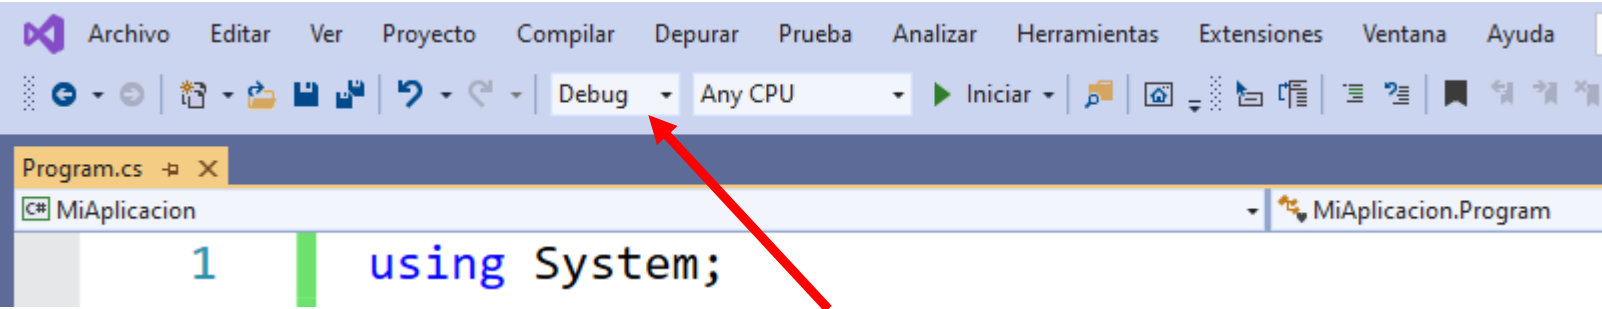 Archivo Editar Ver Proyecto Compilar Depurar Prueba Analizar Herramientas Extensiones Ventana Ayuda
Debug Any CPU Iniciar
Program.cs
C# MiAplicacion MiAplicacion.Program
1 using System;